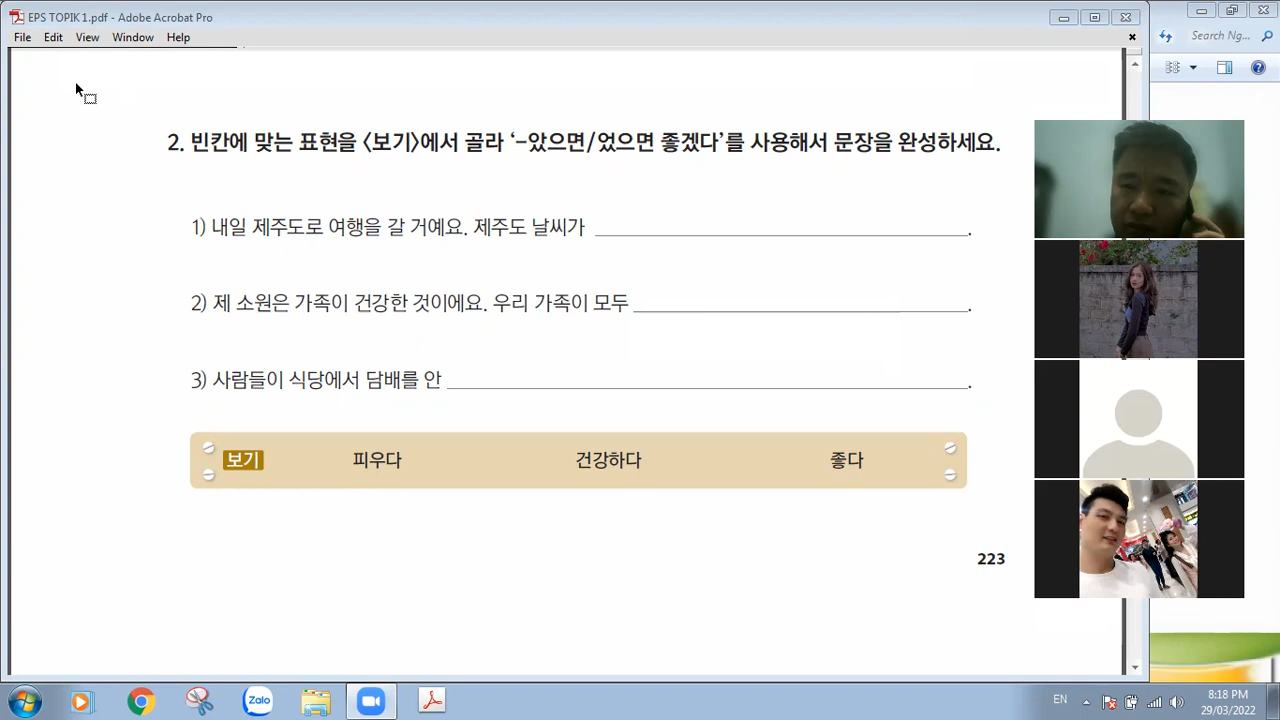 EPS TOPIK 1.pdf - Adobe Acrobat Pro
File Edit View Window Help
Search Ng...
2. 빈칸에 맞는 표현을 〈보기〉에서 골라 ‘-았으면/었으면 좋겠다’를 사용해서 문장을 완성하세요.
1) 내일 제주도로 여행을 갈 거예요. 제주도 날씨가 .
2) 제 소원은 가족이 건강한 것이에요. 우리 가족이 모두 .
3) 사람들이 식당에서 담배를 안 .
보기 피우다 건강하다 좋다
223
Zalo
EN
8:18 PM
29/03/2022